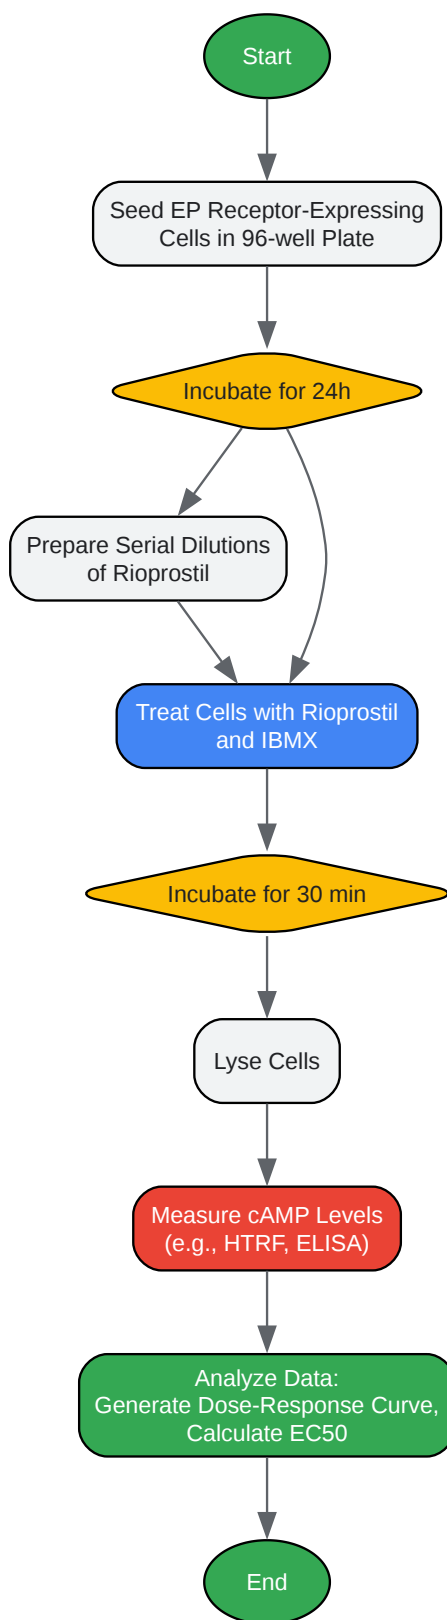 Start
Seed EP Receptor-Expressing
Cells in 96-well Plate
Incubate for 24h
Prepare Serial Dilutions
of Rioprostil
Treat Cells with Rioprostil
and IBMX
Incubate for 30 min
Lyse Cells
Measure cAMP Levels
(e.g., HTRF, ELISA)
Analyze Data:
Generate Dose-Response Curve,
Calculate EC50
End